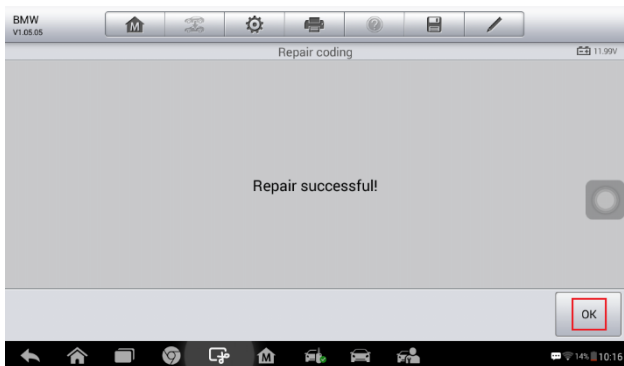 BMW
V1.05.05
M
?
Repair coding
11.99V
Repair successful!
OK
M
14%
10:16